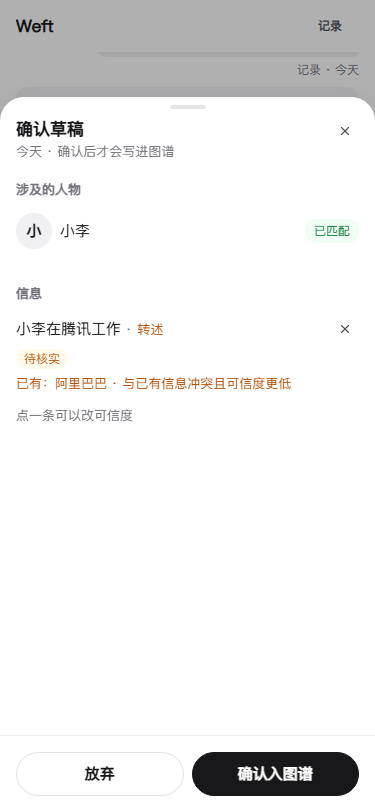 Weft
记录
记录 · 今天
确认草稿
×
今天 · 确认后才会写进图谱
涉及的人物
小
小李
已匹配
信息
小李在腾讯工作 · 转述
×
待核实
已有：阿里巴巴 · 与已有信息冲突且可信度更低
点一条可以改可信度
放弃
确认入图谱